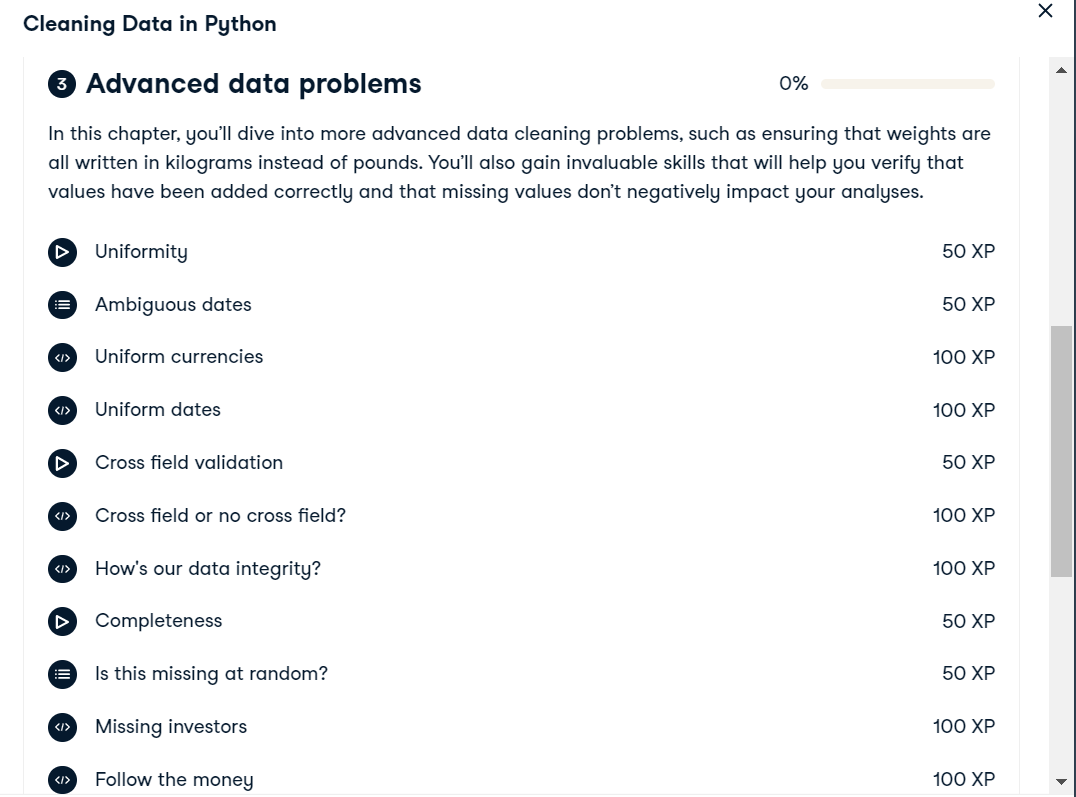 Cleaning Data in Python
3 Advanced data problems 0%
In this chapter, you'll dive into more advanced data cleaning problems, such as ensuring that weights are
all written in kilograms instead of pounds. You'll also gain invaluable skills that will help you verify that
values have been added correctly and that missing values don't negatively impact your analyses.
Uniformity 50 XP
Ambiguous dates 50 XP
Uniform currencies 100 XP
Uniform dates 100 XP
Cross field validation 50 XP
Cross field or no cross field? 100 XP
How's our data integrity? 100 XP
Completeness 50 XP
Is this missing at random? 50 XP
Missing investors 100 XP
Follow the money 100 XP